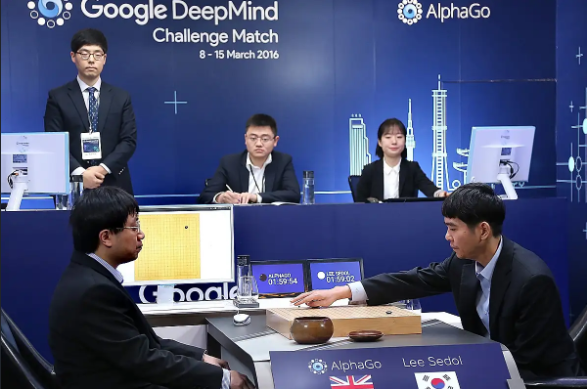 Google DeepMind
Challenge Match
8 - 15 March 2016
AlphaGo
ALPHAGO
01:59:54
LEE SEDOL
01:59:02
Google
AlphaGo
Lee Sedol